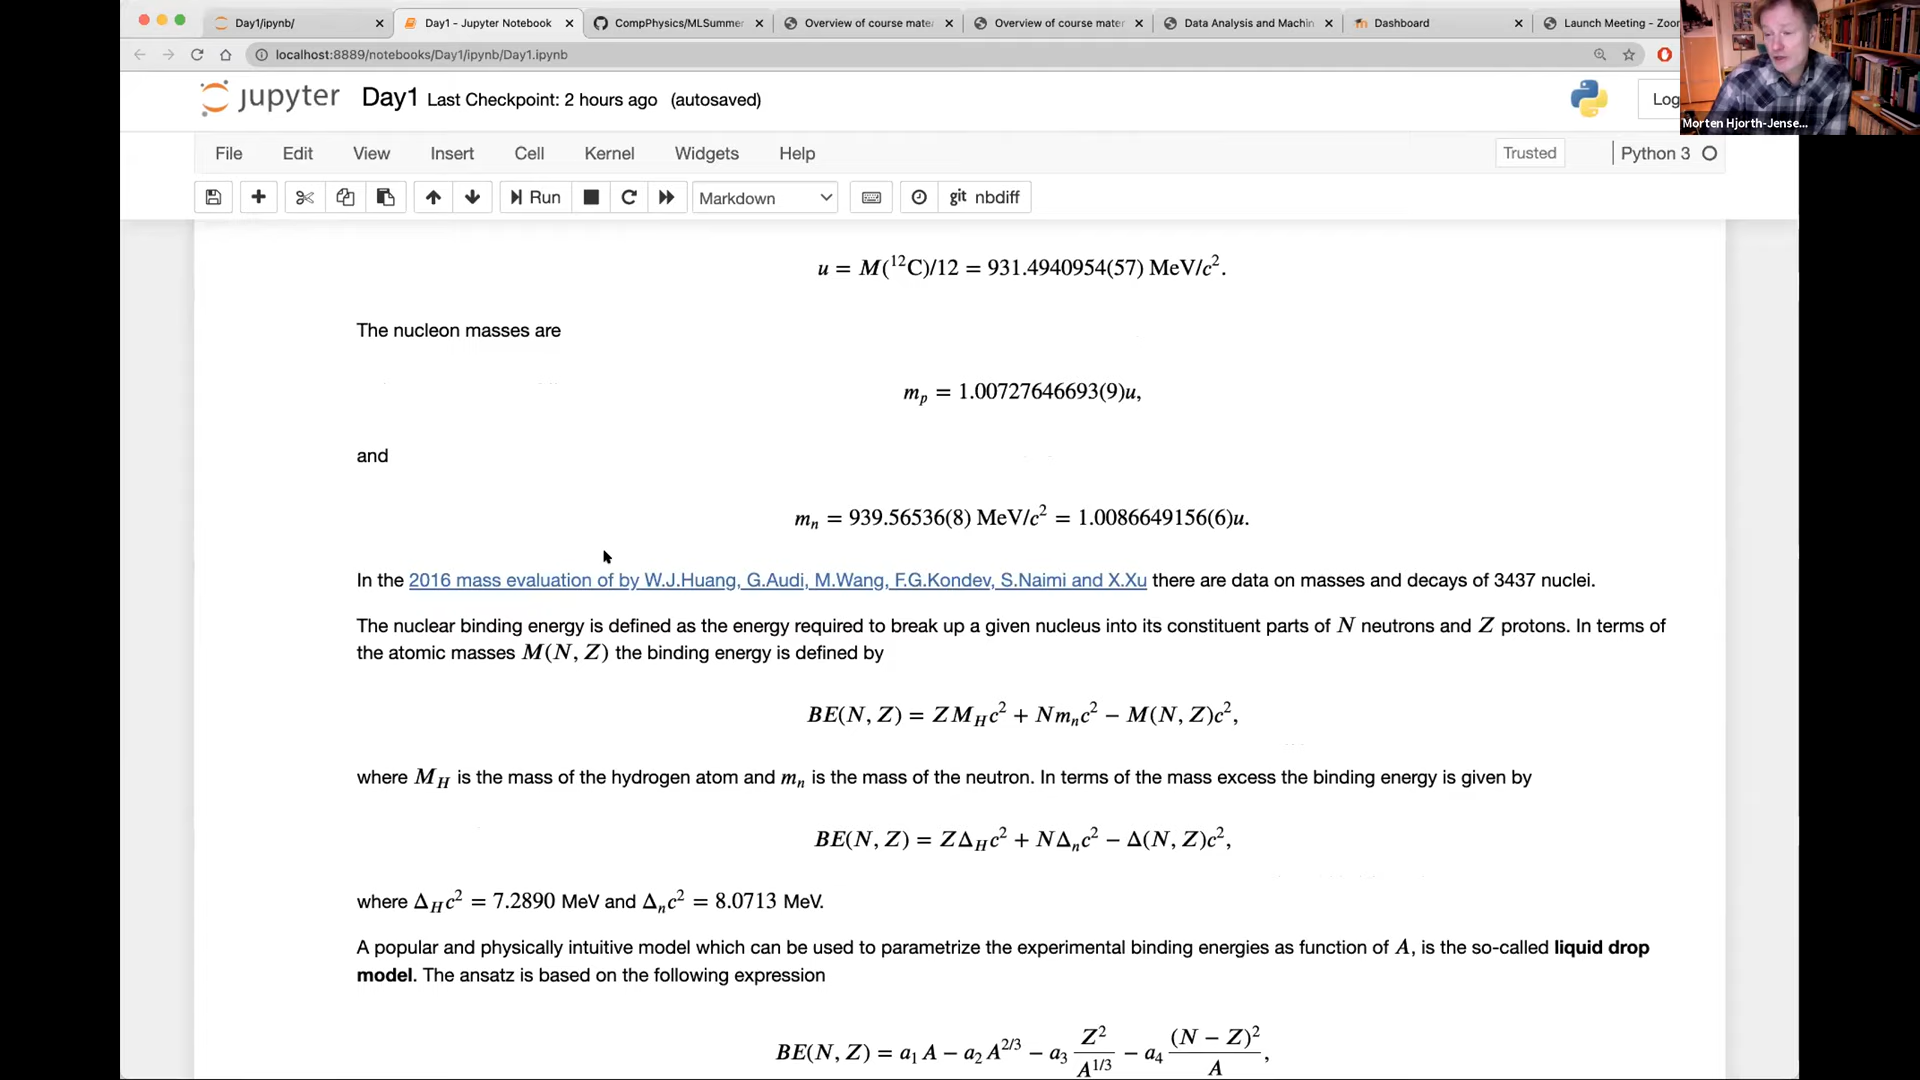 Day1/ipynb/
Day1 - Jupyter Notebook
CompPhysics/MLSummer
Overview of course mate
Overview of course mater
Data Analysis and Machin
Dashboard
Launch Meeting - Zoo
localhost:8889/notebooks/Day1/ipynb/Day1.ipynb
jupyter Day1 Last Checkpoint: 2 hours ago (autosaved)
Log
Morten Hjorth-Jense...
File Edit View Insert Cell Kernel Widgets Help
Trusted
Python 3
Run
Markdown
git nbdiff
u = M(¹²C)/12 = 931.4940954(57) MeV/c².
The nucleon masses are
mₚ = 1.00727646693(9)u,
and
mₙ = 939.56536(8) MeV/c² = 1.0086649156(6)u.
In the 2016 mass evaluation of by W.J.Huang, G.Audi, M.Wang, F.G.Kondev, S.Naimi and X.Xu there are data on masses and decays of 3437 nuclei.
The nuclear binding energy is defined as the energy required to break up a given nucleus into its constituent parts of N neutrons and Z protons. In terms of
the atomic masses M(N, Z) the binding energy is defined by
BE(N, Z) = ZM_Hc² + Nmₙc² − M(N, Z)c²,
where M_H is the mass of the hydrogen atom and mₙ is the mass of the neutron. In terms of the mass excess the binding energy is given by
BE(N, Z) = ZΔ_Hc² + NΔₙc² − Δ(N, Z)c²,
where Δ_Hc² = 7.2890 MeV and Δₙc² = 8.0713 MeV.
A popular and physically intuitive model which can be used to parametrize the experimental binding energies as function of A, is the so-called liquid drop
model. The ansatz is based on the following expression
BE(N, Z) = a₁A − a₂A^{2/3} − a₃ Z²/A^{1/3} − a₄ (N − Z)²/A,